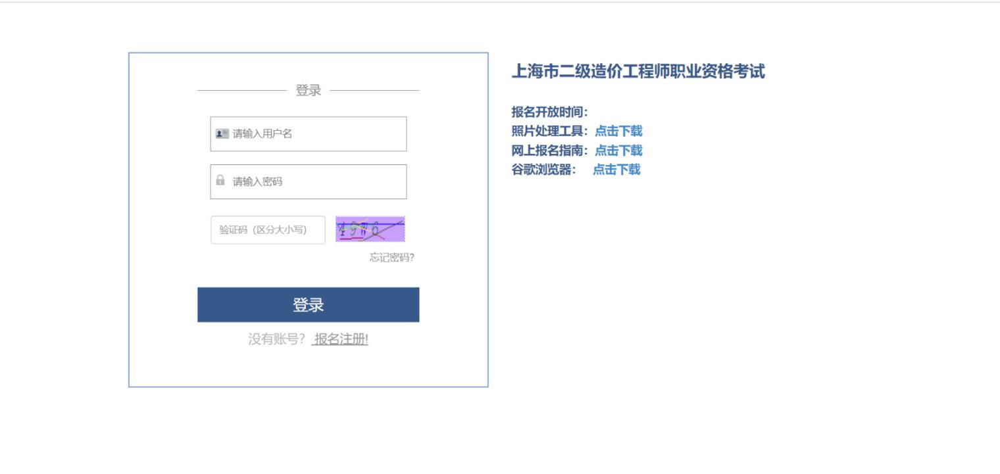 登录
请输入用户名
请输入密码
验证码（区分大小写）
忘记密码?
登录
没有账号？ 报名注册!
上海市二级造价工程师职业资格考试
报名开放时间：
照片处理工具：点击下载
网上报名指南：点击下载
谷歌浏览器： 点击下载